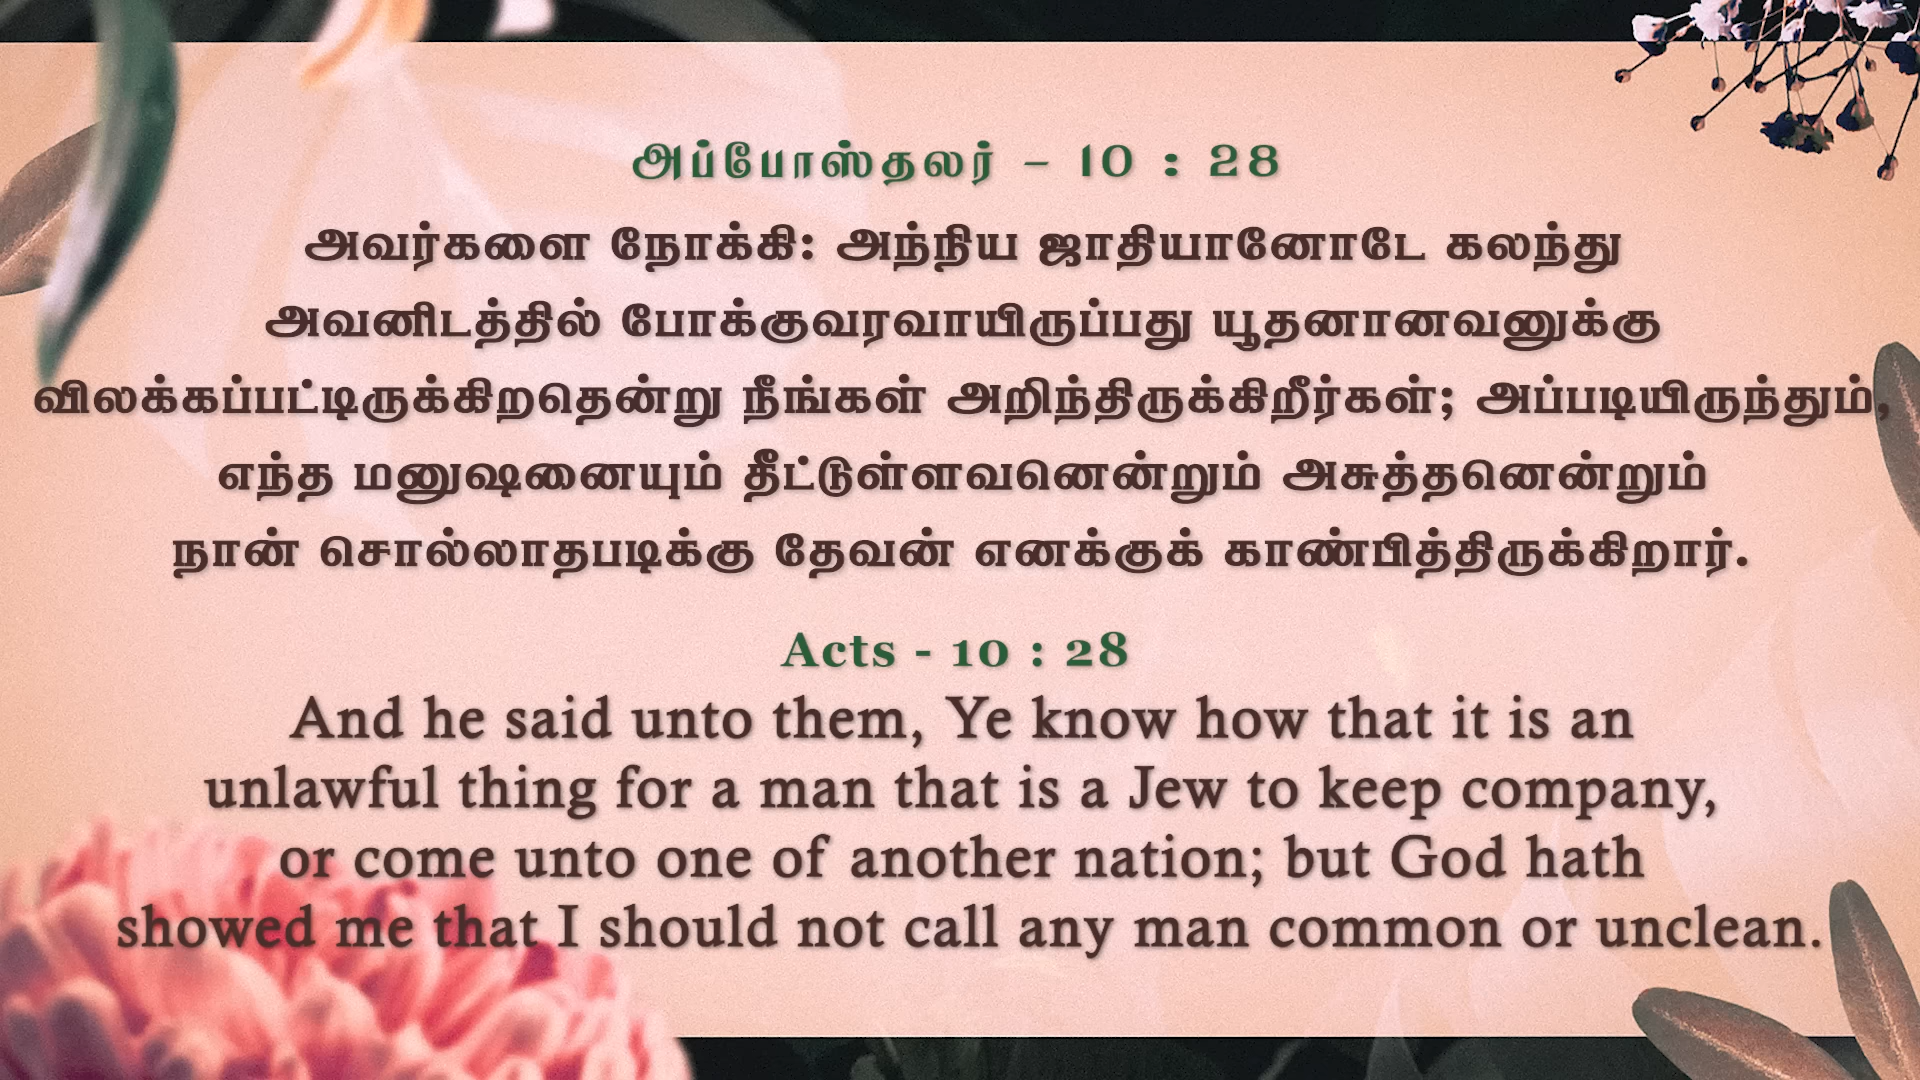 அப்போஸ்தலர் – 10 : 28
அவர்களை நோக்கி: அந்நிய ஜாதியானோடே கலந்து
அவனிடத்தில் போக்குவரவாயிருப்பது யூதனானவனுக்கு
விலக்கப்பட்டிருக்கிறதென்று நீங்கள் அறிந்திருக்கிறீர்கள்; அப்படியிருந்தும்,
எந்த மனுஷனையும் தீட்டுள்ளவனென்றும் அசுத்தனென்றும்
நான் சொல்லாதபடிக்கு தேவன் எனக்குக் காண்பித்திருக்கிறார்.
Acts - 10 : 28
And he said unto them, Ye know how that it is an
unlawful thing for a man that is a Jew to keep company,
or come unto one of another nation; but God hath
showed me that I should not call any man common or unclean.